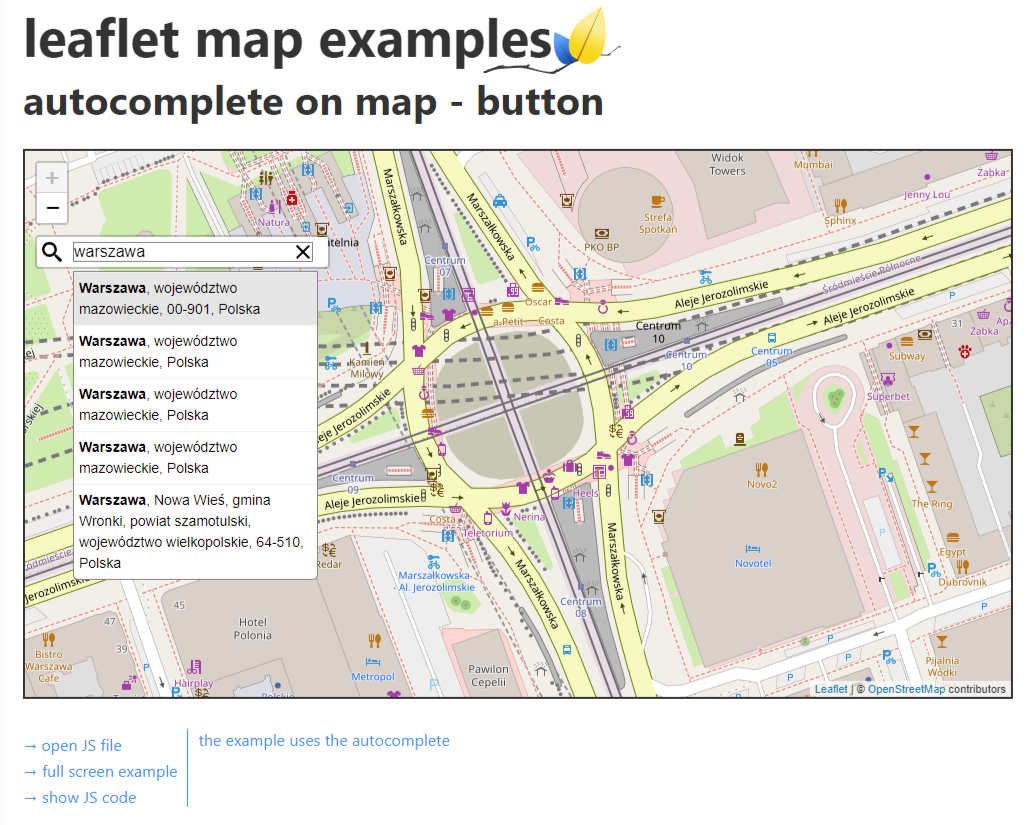 leaflet map examples
autocomplete on map - button
+
−
warszawa
Warszawa, województwo
mazowieckie, 00-901, Polska
Warszawa, województwo
mazowieckie, Polska
Warszawa, województwo
mazowieckie, Polska
Warszawa, województwo
mazowieckie, Polska
Warszawa, Nowa Wieś, gmina
Wronki, powiat szamotulski,
województwo wielkopolskie, 64-510,
Polska
Natura
Marszałkowska
Marszałkowska
Centrum
07
Widok
Towers
Mumbai
Żabka
Jenny Lou
Sphinx
Strefa
Spotkań
PKO BP
Oscar
a-Petit
Costa
Aleje Jerozolimskie
Śródmieście Północne
Aleje Jerozolimskie
Centrum
10
Centrum
10
Centrum
05
31
Żabka
Subway
Superbet
Kamień
Milowy
Centrum
09
Aleje Jerozolimskie
Costa
Teletorium
Nerina
Heels
Novo2
The Ring
Egypt
Dubrovnik
Novotel
Marszałkowska-
- Al. Jerozolimskie
Marszałkowska
Marszałkowska
Centrum
08
Redar
45
47
39
Hotel
Polonia
Bistro
Warszawa
Cafe
Hairplay
Metropol
Polskie
Pawilon
Cepelii
Pijalnia
Wódki
Leaflet | © OpenStreetMap contributors
→ open JS file
→ full screen example
→ show JS code
the example uses the autocomplete